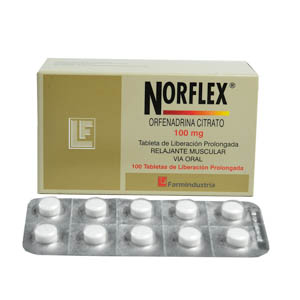 NORFLEX®
ORFENADRINA CITRATO
100 mg
Tableta de Liberación Prolongada
RELAJANTE MUSCULAR
VIA ORAL
100 Tabletas de Liberación Prolongada
LF
Farmindustria